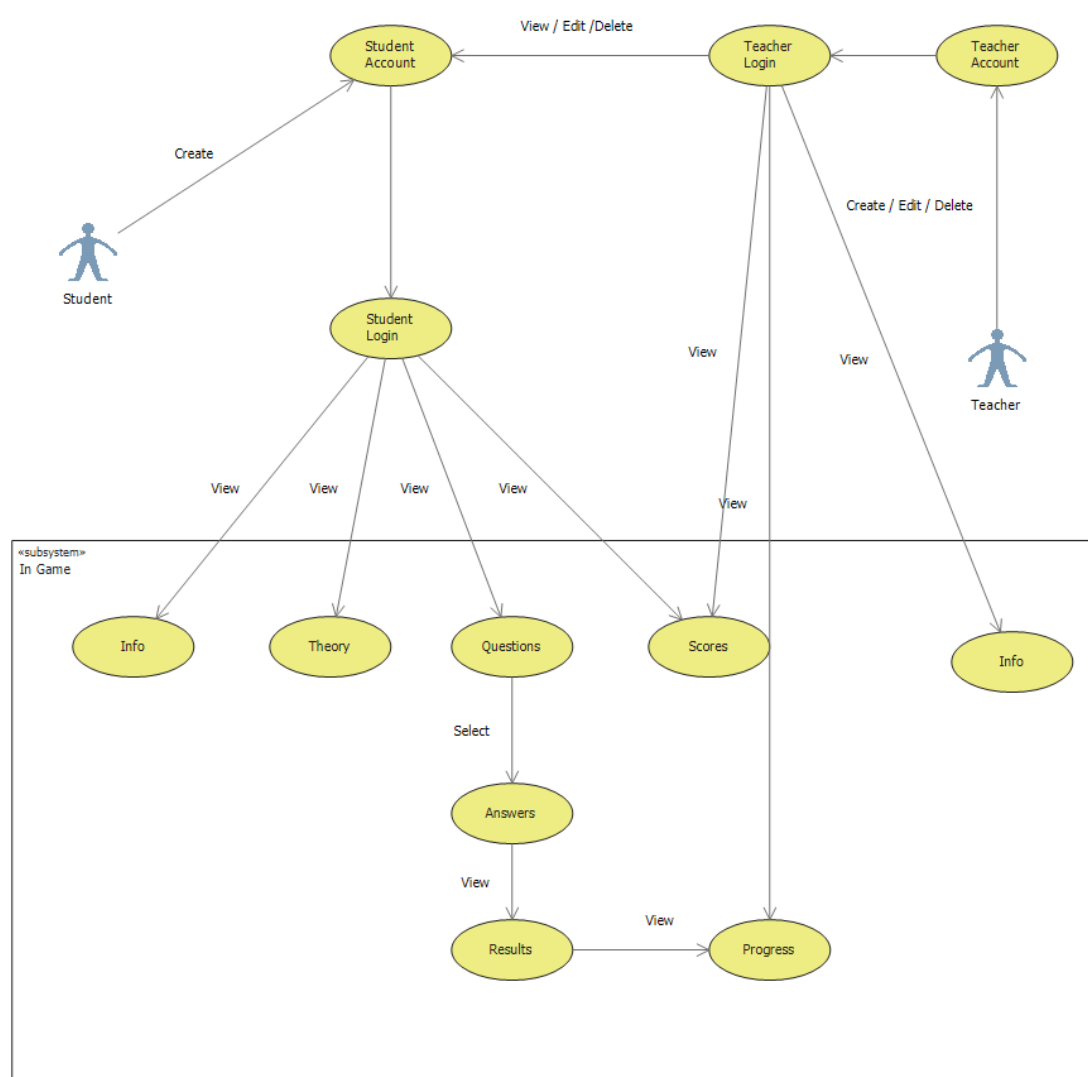 View / Edit /Delete
Student
Account
Teacher
Login
Teacher
Account
Create
Create / Edit / Delete
Student
Student
Login
View
View
Teacher
View
View
View
View
View
«subsystem»
In Game
Info
Theory
Questions
Scores
Info
Select
Answers
View
View
Results
Progress